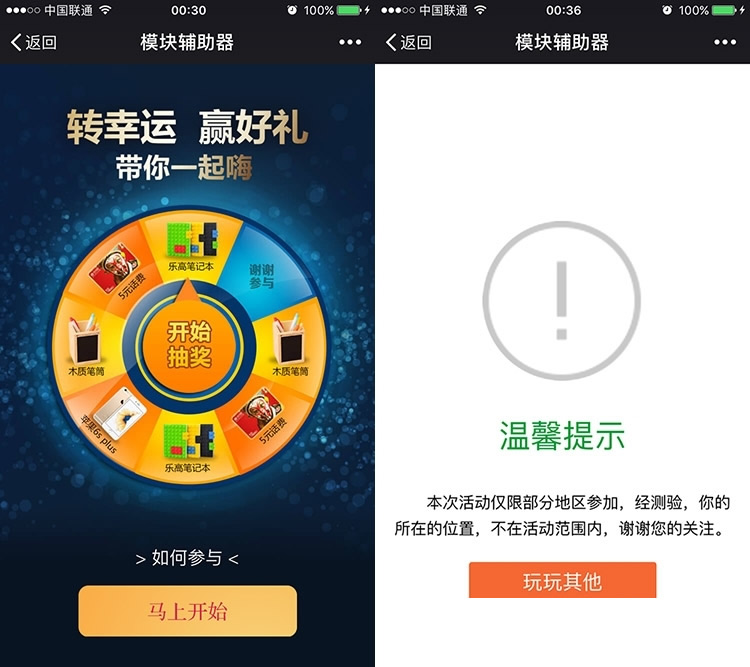 中国联通 00:30 100%
返回 模块辅助器
转幸运 赢好礼
带你一起嗨
乐高笔记本
谢谢
参与
5元话费
木质笔筒
开始
抽奖
木质笔筒
苹果6s plus
5元话费
乐高笔记本
> 如何参与 <
马上开始
中国联通 00:36 100%
返回 模块辅助器
温馨提示
本次活动仅限部分地区参加，经测验，你的
所在的位置，不在活动范围内，谢谢您的关注。
玩玩其他